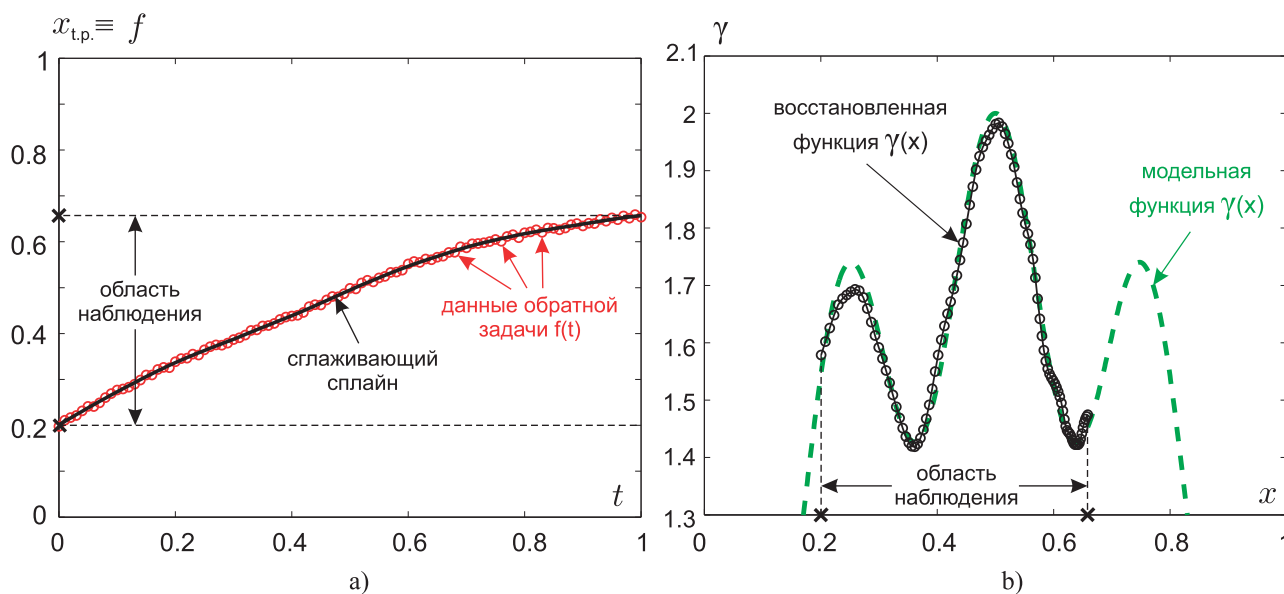 x_t.p. ≡ f
1
0.8
0.6
0.4
0.2
0
0
0.2
0.4
0.6
0.8
1
область
наблюдения
данные обратной
задачи f(t)
сглаживающий
сплайн
t
a)
γ
2.1
2
1.9
1.8
1.7
1.6
1.5
1.4
1.3
0
0.2
0.4
0.6
0.8
1
восстановленная
функция γ(x)
модельная
функция γ(x)
область
наблюдения
x
b)